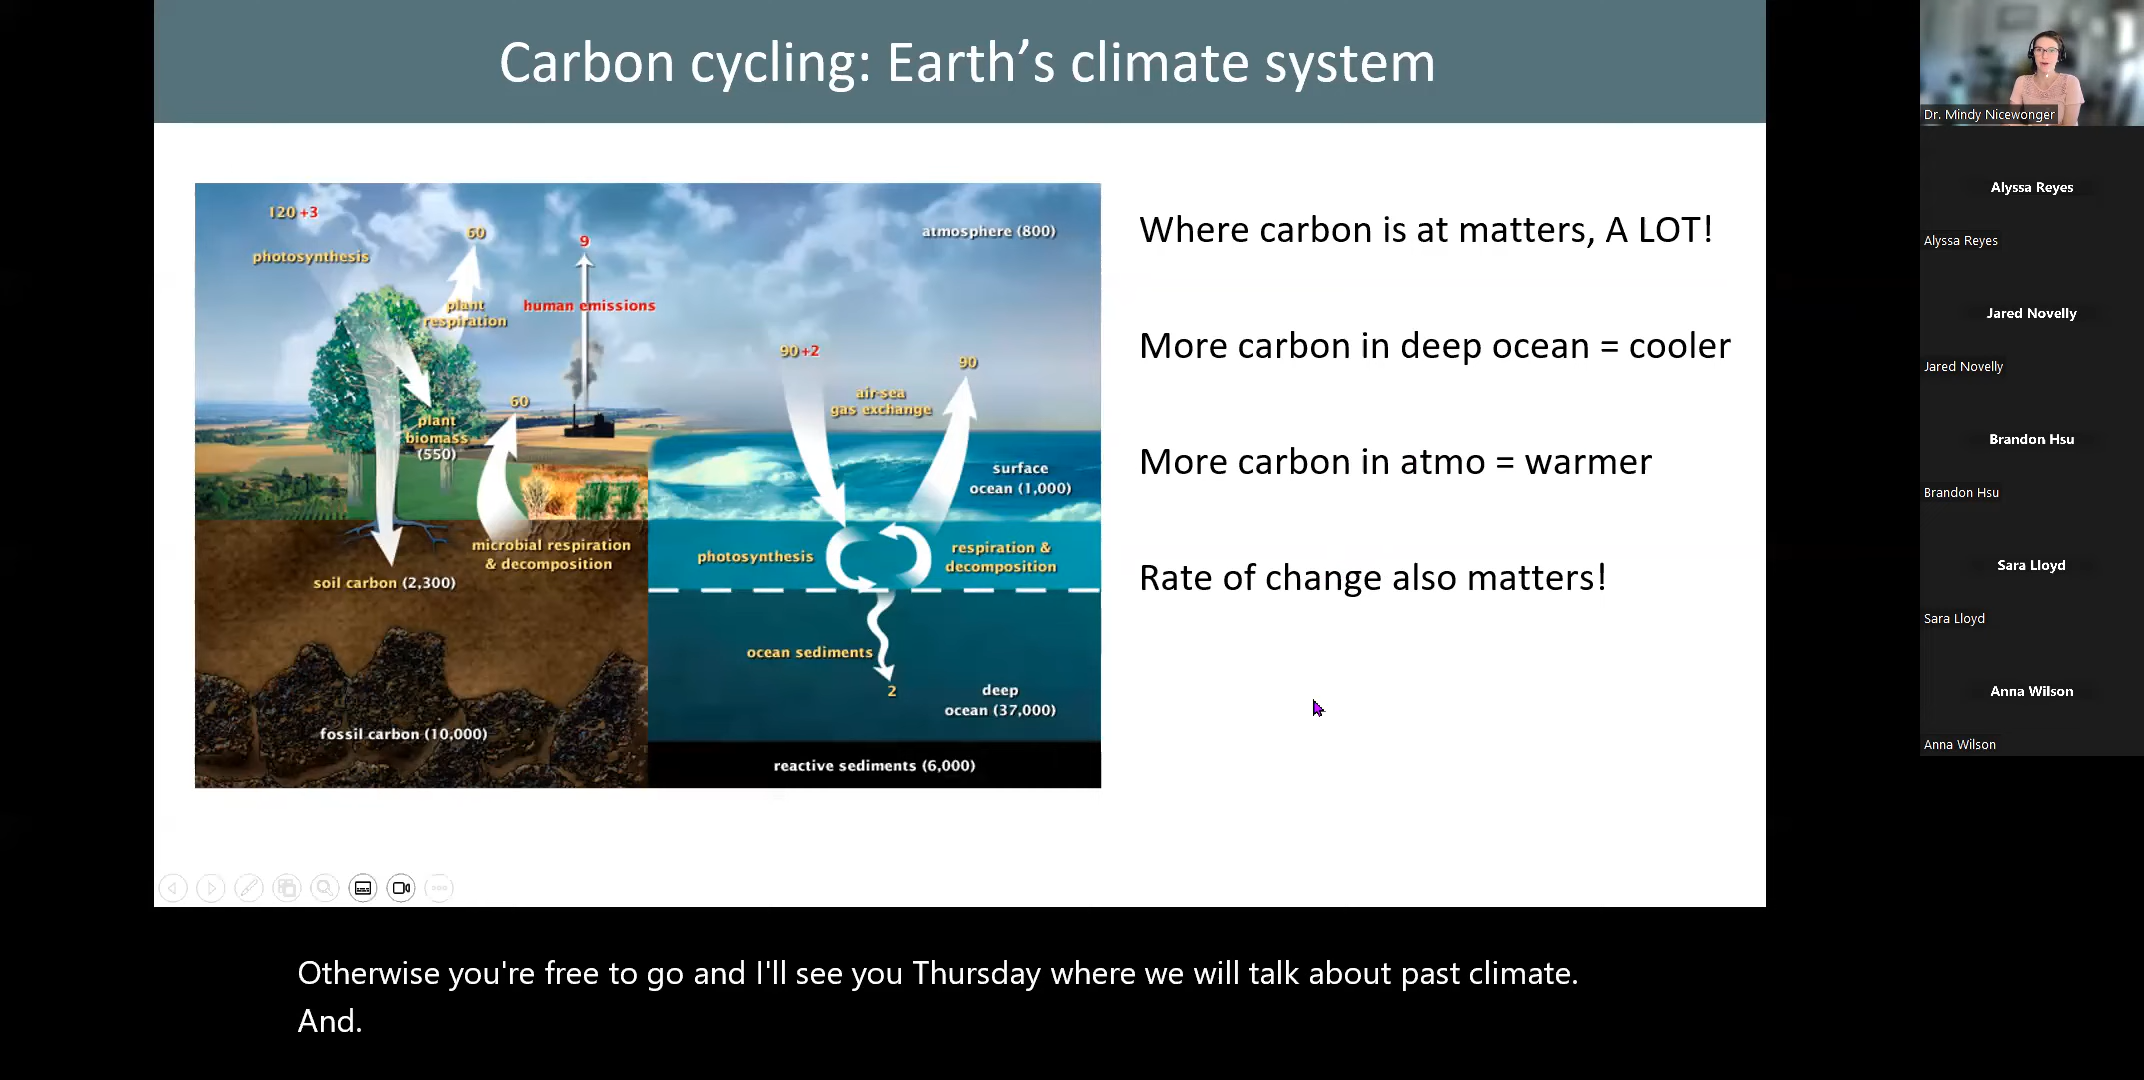 Carbon cycling: Earth’s climate system
120 +3
photosynthesis
60
plant
respiration
9
human emissions
atmosphere (800)
plant
biomass
(550)
60
90+2
air-sea
gas exchange
90
surface
ocean (1,000)
microbial respiration
& decomposition
soil carbon (2,300)
photosynthesis
respiration &
decomposition
ocean sediments
2
deep
ocean (37,000)
fossil carbon (10,000)
reactive sediments (6,000)
Where carbon is at matters, A LOT!
More carbon in deep ocean = cooler
More carbon in atmo = warmer
Rate of change also matters!
Otherwise you're free to go and I'll see you Thursday where we will talk about past climate.
And.
Dr. Mindy Nicewonger
Alyssa Reyes
Alyssa Reyes
Jared Novelly
Jared Novelly
Brandon Hsu
Brandon Hsu
Sara Lloyd
Sara Lloyd
Anna Wilson
Anna Wilson